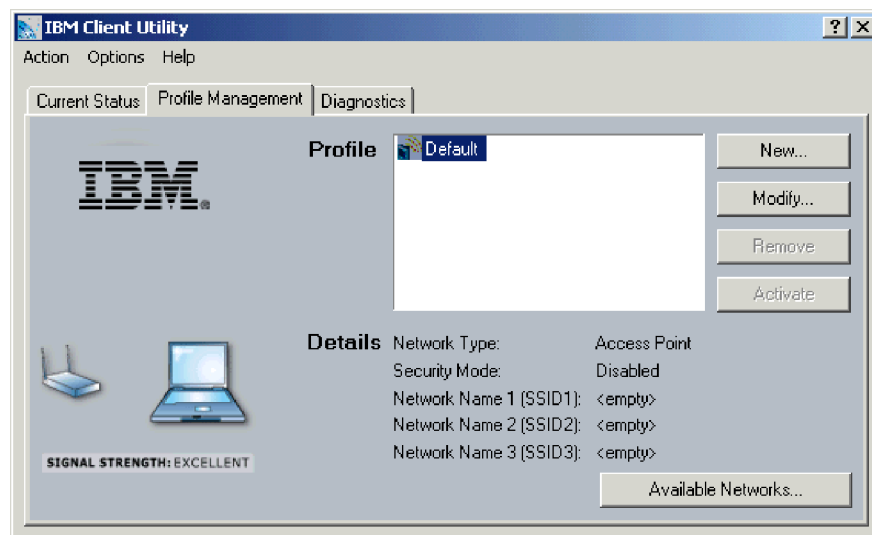 IBM Client Utility
Action Options Help
Current Status Profile Management Diagnostics
IBM®
Profile
Default
New...
Modify...
Remove
Activate
Details
Network Type: Access Point
Security Mode: Disabled
Network Name 1 (SSID1): <empty>
Network Name 2 (SSID2): <empty>
Network Name 3 (SSID3): <empty>
SIGNAL STRENGTH: EXCELLENT
Available Networks...